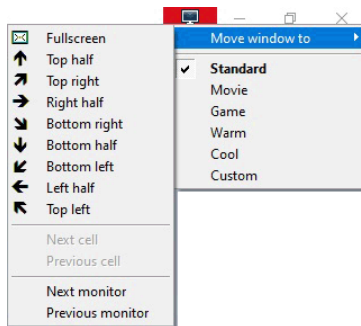 Move window to
Standard
Movie
Game
Warm
Cool
Custom
Fullscreen
Top half
Top right
Right half
Bottom right
Bottom half
Bottom left
Left half
Top left
Next cell
Previous cell
Next monitor
Previous monitor